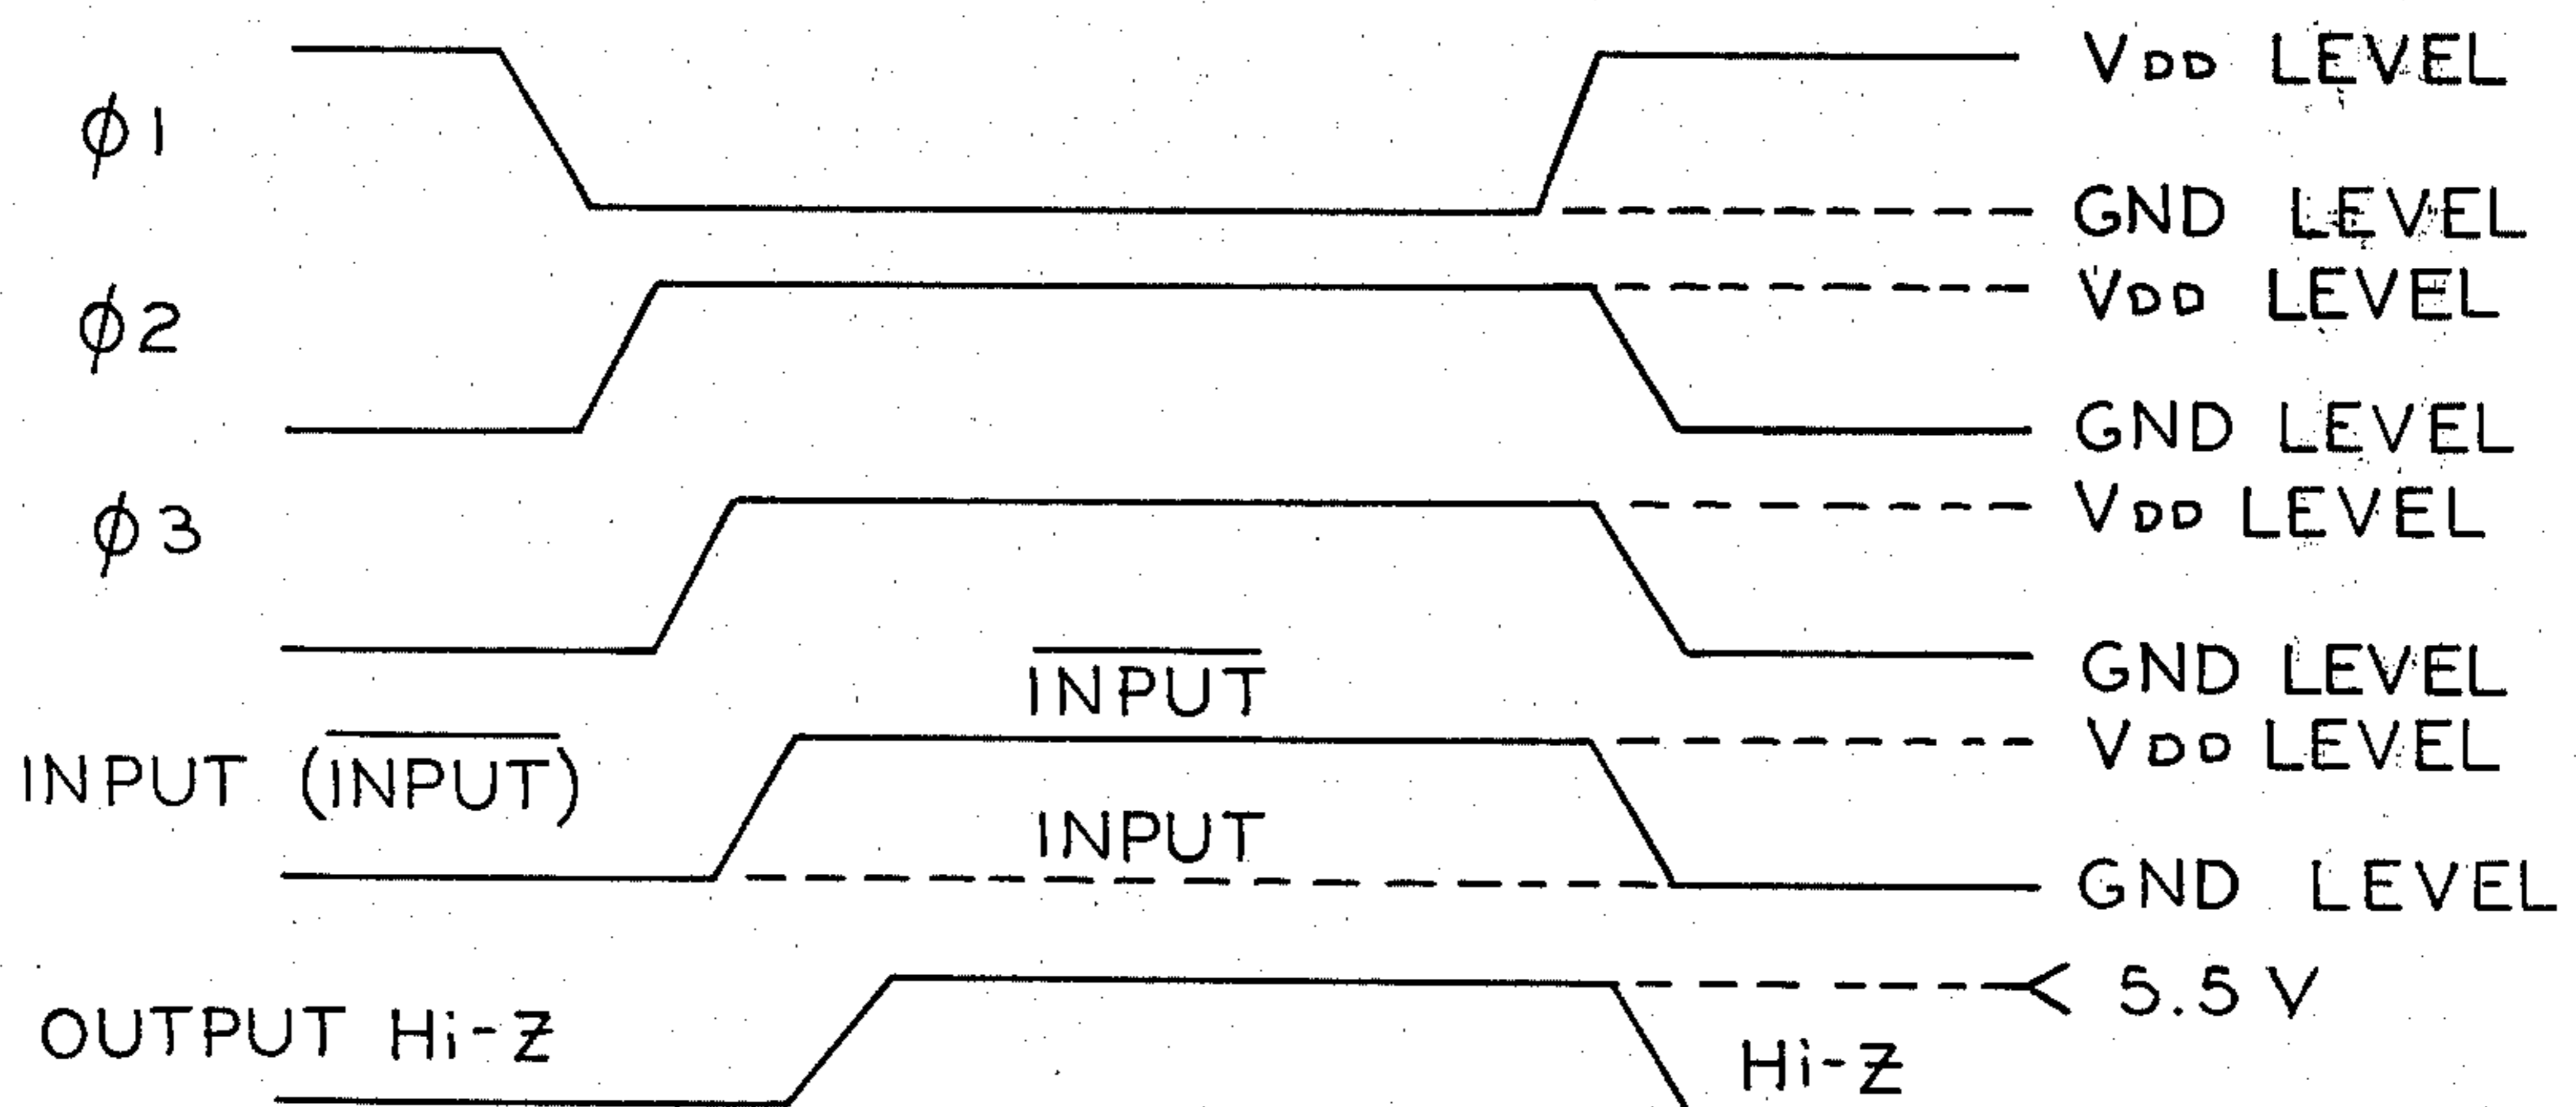 VDD LEVEL
ϕ1
GND LEVEL
VDD LEVEL
ϕ2
GND LEVEL
VDD LEVEL
ϕ3
GND LEVEL
INPUT
VDD LEVEL
INPUT (INPUT)
INPUT
GND LEVEL
< 5.5 V
OUTPUT Hi-Z
Hi-Z